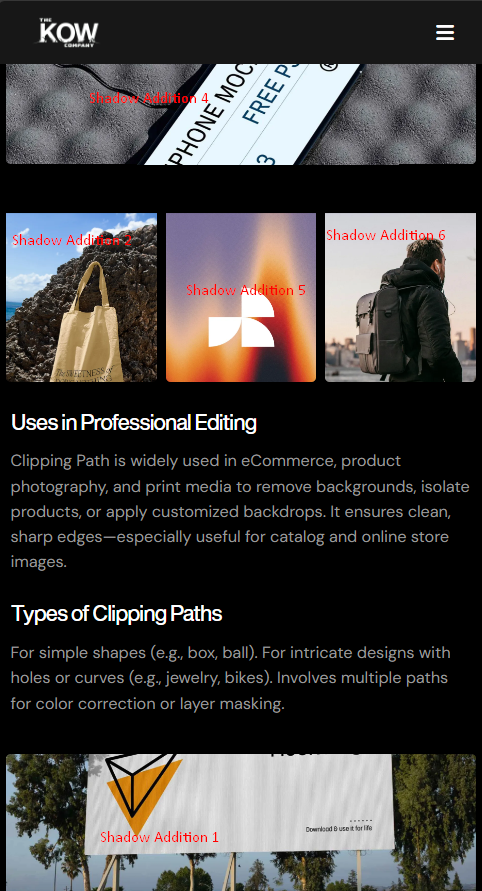 THE
KOW
COMPANY
Shadow Addition 4
FREE PS
3
Shadow Addition 2
Shadow Addition 5
Shadow Addition 6
Uses in Professional Editing
Clipping Path is widely used in eCommerce, product
photography, and print media to remove backgrounds, isolate
products, or apply customized backdrops. It ensures clean,
sharp edges—especially useful for catalog and online store
images.
Types of Clipping Paths
For simple shapes (e.g., box, ball). For intricate designs with
holes or curves (e.g., jewelry, bikes). Involves multiple paths
for color correction or layer masking.
Download & use it for life
Shadow Addition 1